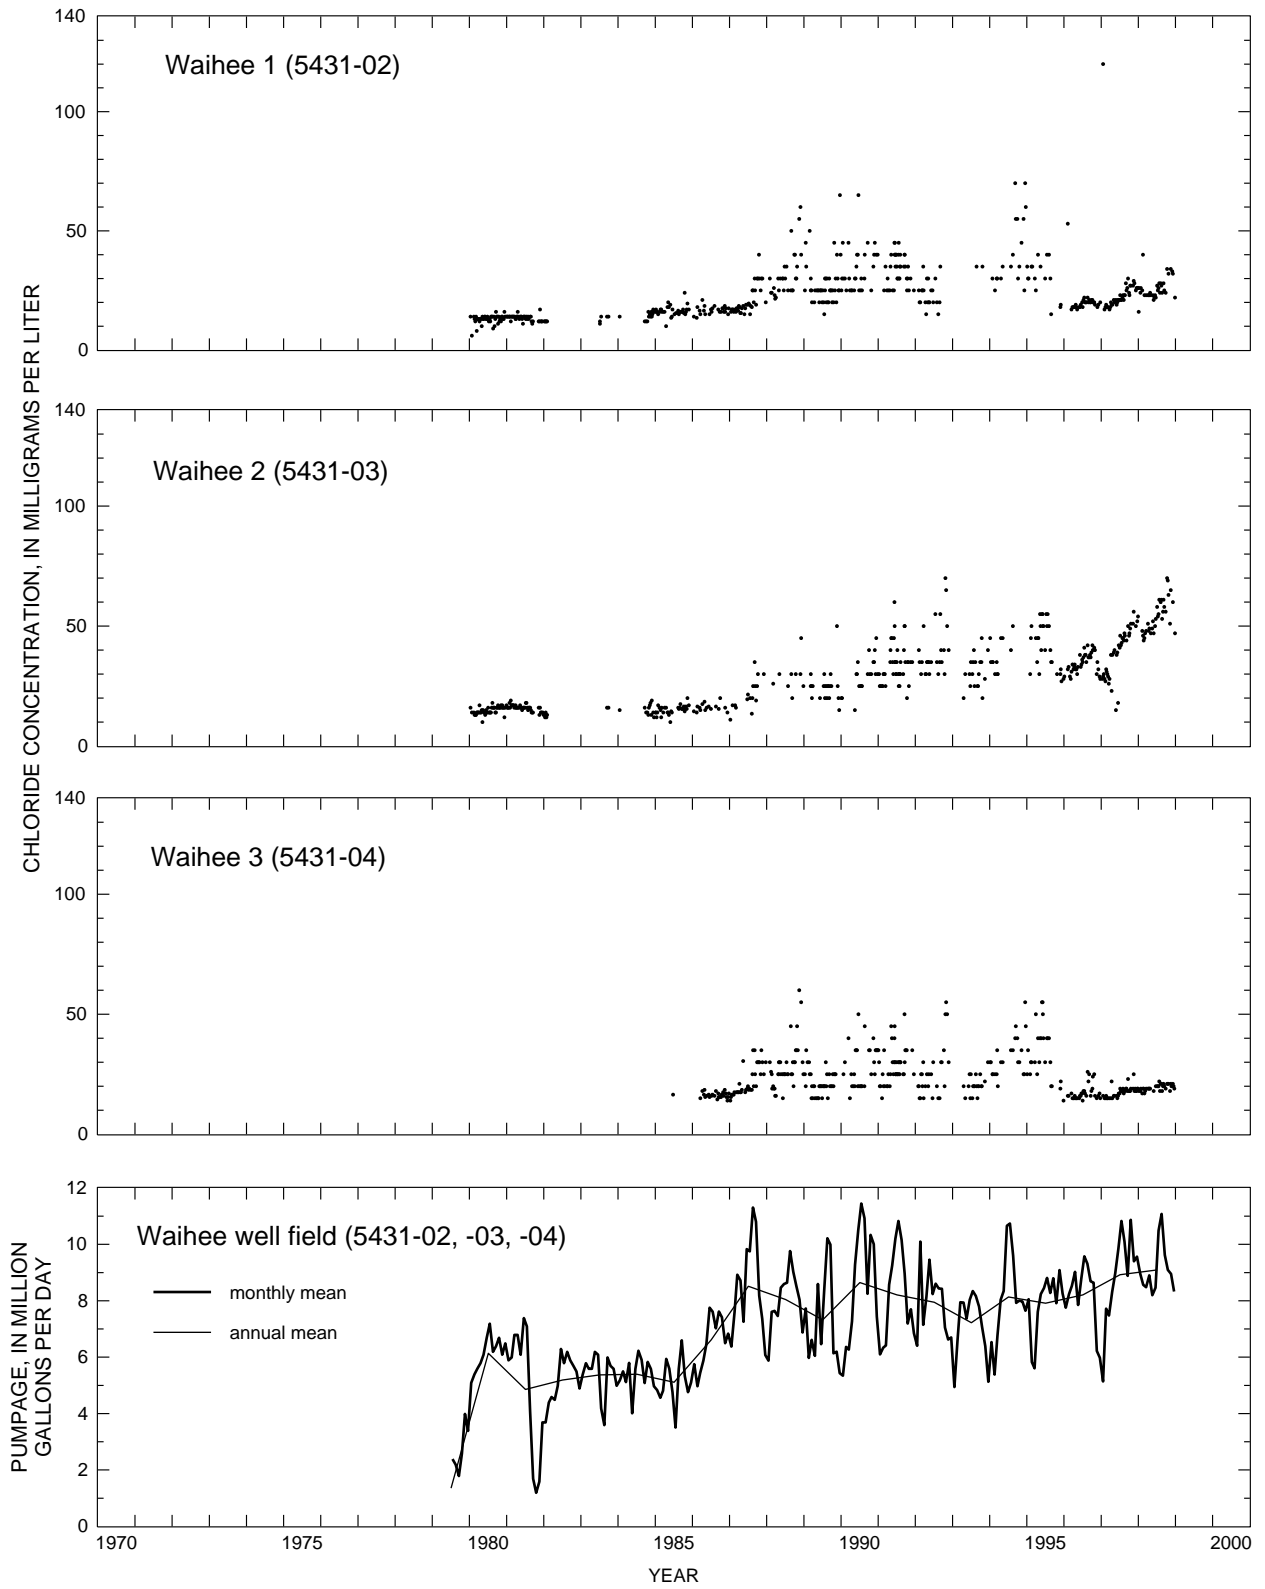 CHLORIDE CONCENTRATION, IN MILLIGRAMS PER LITER
140
100
50
0
Waihee 1 (5431-02)
140
100
50
0
Waihee 2 (5431-03)
140
100
50
0
Waihee 3 (5431-04)
PUMPAGE, IN MILLION
GALLONS PER DAY
12
10
8
6
4
2
0
Waihee well field (5431-02, -03, -04)
monthly mean
annual mean
1970 1975 1980 1985 1990 1995 2000
YEAR